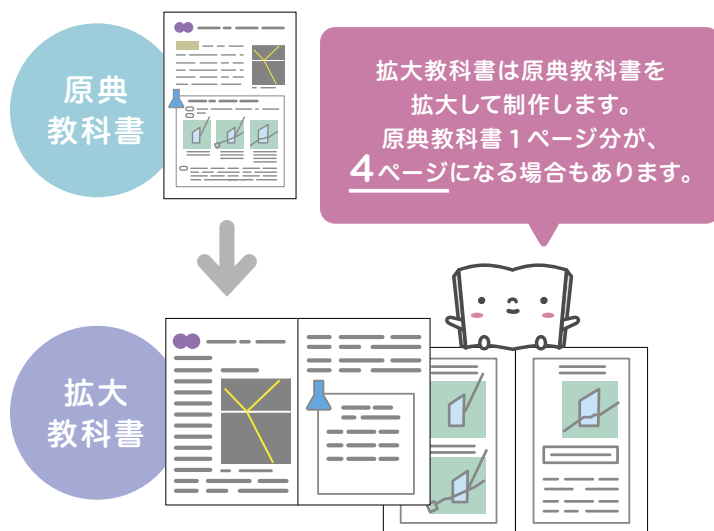 原典
教科書
拡大教科書は原典教科書を
拡大して制作します。
原典教科書1ページ分が、
4ページになる場合もあります。
拡大
教科書